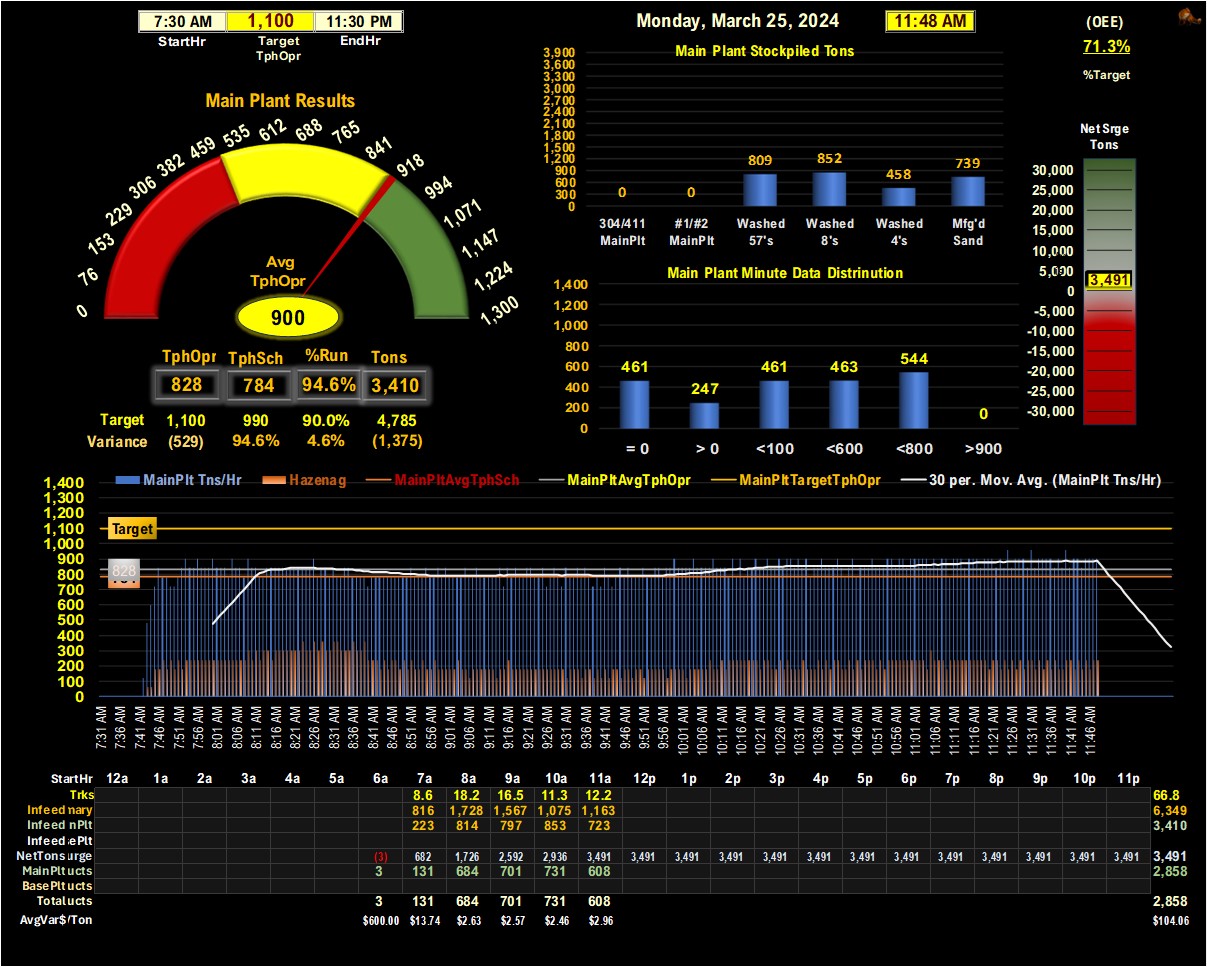 7:30 AM 1,100 11:30 PM
StartHr Target TphOpr EndHr
Monday, March 25, 2024 11:48 AM
(OEE)
71.3%
%Target
Main Plant Results
0 76 153 229 306 382 459 535 612 688 765 841 918 994 1,071 1,147 1,224 1,300
Avg
TphOpr
900
TphOpr TphSch %Run Tons
828 784 94.6% 3,410
Target 1,100 990 90.0% 4,785
Variance (529) 94.6% 4.6% (1,375)
Main Plant Stockpiled Tons
3,900
3,600
3,300
3,000
2,700
2,400
2,100
1,800
1,500
1,200
900
600
300
0
0 0 809 852 458 739
304/411 #1/#2 Washed Washed Washed Mfg'd
MainPlt MainPlt 57's 8's 4's Sand
Main Plant Minute Data Distrinution
1,400
1,200
1,000
800
600
400
200
0
461 247 461 463 544 0
= 0 > 0 <100 <600 <800 >900
Net Srge
Tons
30,000
25,000
20,000
15,000
10,000
5,000
3,491
0
-5,000
-10,000
-15,000
-20,000
-25,000
-30,000
MainPlt Tns/Hr Hazenag MainPltAvgTphSch MainPltAvgTphOpr MainPltTargetTphOpr 30 per. Mov. Avg. (MainPlt Tns/Hr)
1,400
1,300
1,200
1,100
1,000
900
800
700
600
500
400
300
200
100
0
Target
828
7:31 AM 7:36 AM 7:41 AM 7:51 AM 7:56 AM 8:01 AM 8:06 AM 8:11 AM 8:16 AM 8:21 AM 8:26 AM 8:31 AM 8:36 AM 8:41 AM 8:46 AM 8:51 AM 8:56 AM 9:01 AM 9:06 AM 9:11 AM 9:16 AM 9:21 AM 9:26 AM 9:31 AM 9:36 AM 9:41 AM 9:46 AM 9:51 AM 9:56 AM 10:01 AM 10:06 AM 10:11 AM 10:16 AM 10:21 AM 10:26 AM 10:31 AM 10:36 AM 10:41 AM 10:46 AM 10:51 AM 10:56 AM 11:01 AM 11:06 AM 11:11 AM 11:16 AM 11:21 AM 11:26 AM 11:31 AM 11:36 AM 11:41 AM 11:46 AM
StartHr 12a 1a 2a 3a 4a 5a 6a 7a 8a 9a 10a 11a 12p 1p 2p 3p 4p 5p 6p 7p 8p 9p 10p 11p
Trks 8.6 18.2 16.5 11.3 12.2 66.8
Infeed nary 816 1,728 1,567 1,075 1,163 6,349
Infeed nPlt 223 814 797 853 723 3,410
Infeed ePlt
NetTons urge (3) 682 1,726 2,592 2,936 3,491 3,491 3,491 3,491 3,491 3,491 3,491 3,491 3,491 3,491 3,491 3,491 3,491 3,491
MainPlt ucts 3 131 684 701 731 608 2,858
BasePlt ucts
Total ucts 3 131 684 701 731 608 2,858
AvgVar$/Ton $600.00 $13.74 $2.63 $2.57 $2.46 $2.96 $104.06